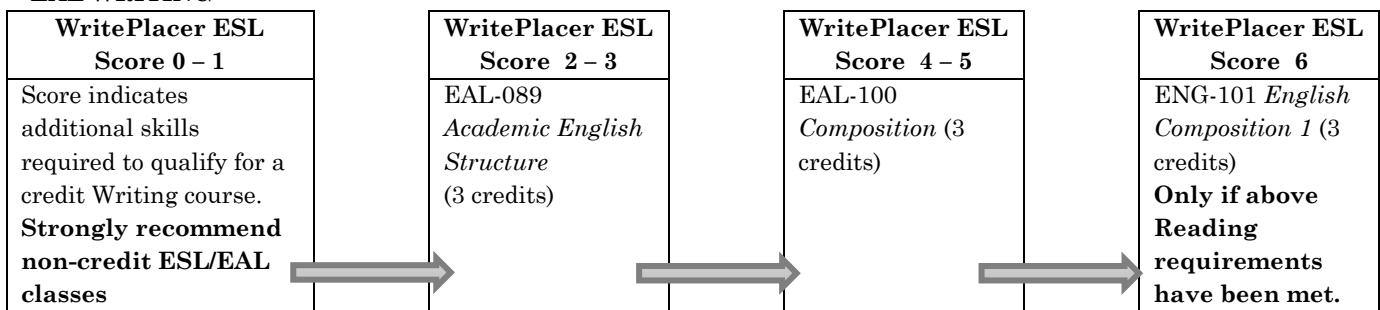 WritePlacer ESL
Score 0 – 1
Score indicates
additional skills
required to qualify for a
credit Writing course.
Strongly recommend
non-credit ESL/EAL
classes
WritePlacer ESL
Score 2 – 3
EAL-089
Academic English
Structure
(3 credits)
WritePlacer ESL
Score 4 – 5
EAL-100
Composition (3
credits)
WritePlacer ESL
Score 6
ENG-101 English
Composition 1 (3
credits)
Only if above
Reading
requirements
have been met.